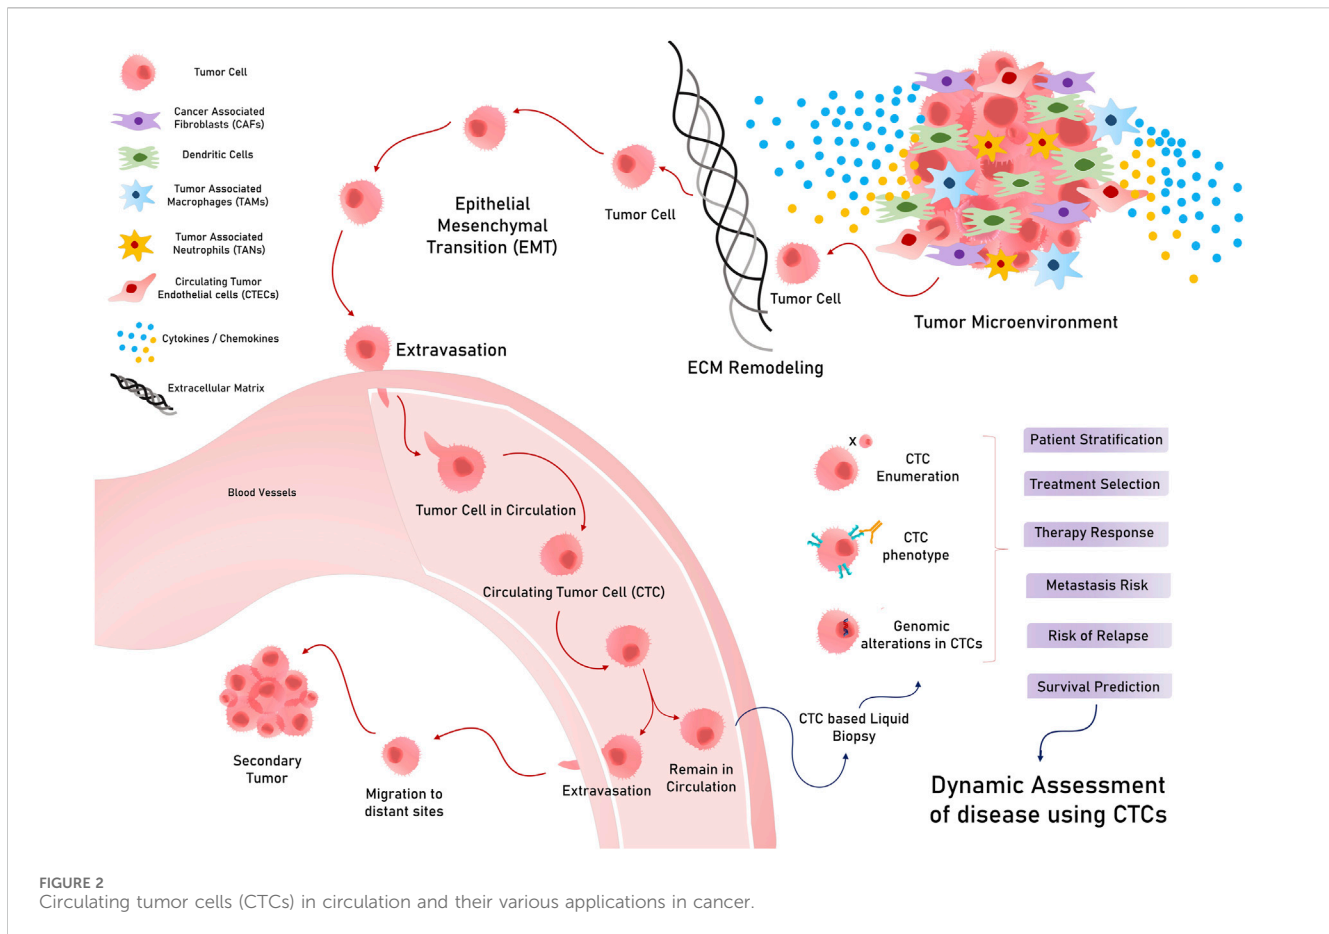 Tumor Cell
Cancer Associated
Fibroblasts (CAFs)
Dendritic Cells
Tumor Associated
Macrophages (TAMs)
Tumor Associated
Neutrophils (TANs)
Circulating Tumor
Endothelial cells (CTECs)
Cytokines / Chemokines
Extracellular Matrix
Epithelial
Mesenchymal
Transition (EMT)
Tumor Cell
Tumor Cell
ECM Remodeling
Tumor Microenvironment
Extravasation
Blood Vessels
Tumor Cell in Circulation
Circulating Tumor Cell (CTC)
Remain in
Circulation
Extravasation
Migration to
distant sites
Secondary
Tumor
CTC based Liquid
Biopsy
X
CTC
Enumeration
CTC
phenotype
Genomic
alterations in CTCs
Patient Stratification
Treatment Selection
Therapy Response
Metastasis Risk
Risk of Relapse
Survival Prediction
Dynamic Assessment
of disease using CTCs
FIGURE 2
Circulating tumor cells (CTCs) in circulation and their various applications in cancer.